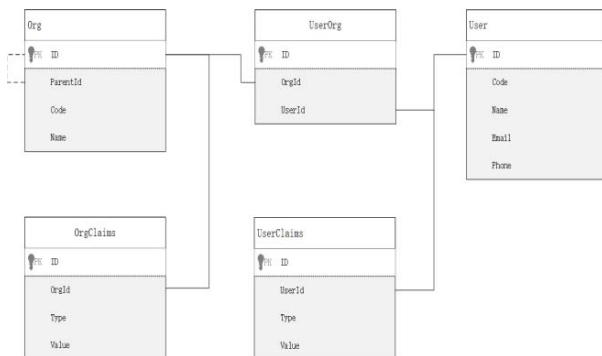 Org
PK ID
ParentId
Code
Name
UserOrg
PK ID
OrgId
UserId
User
PK ID
Code
Name
Email
Phone
OrgClaims
PK ID
OrgId
Type
Value
UserClaims
PK ID
UserId
Type
Value